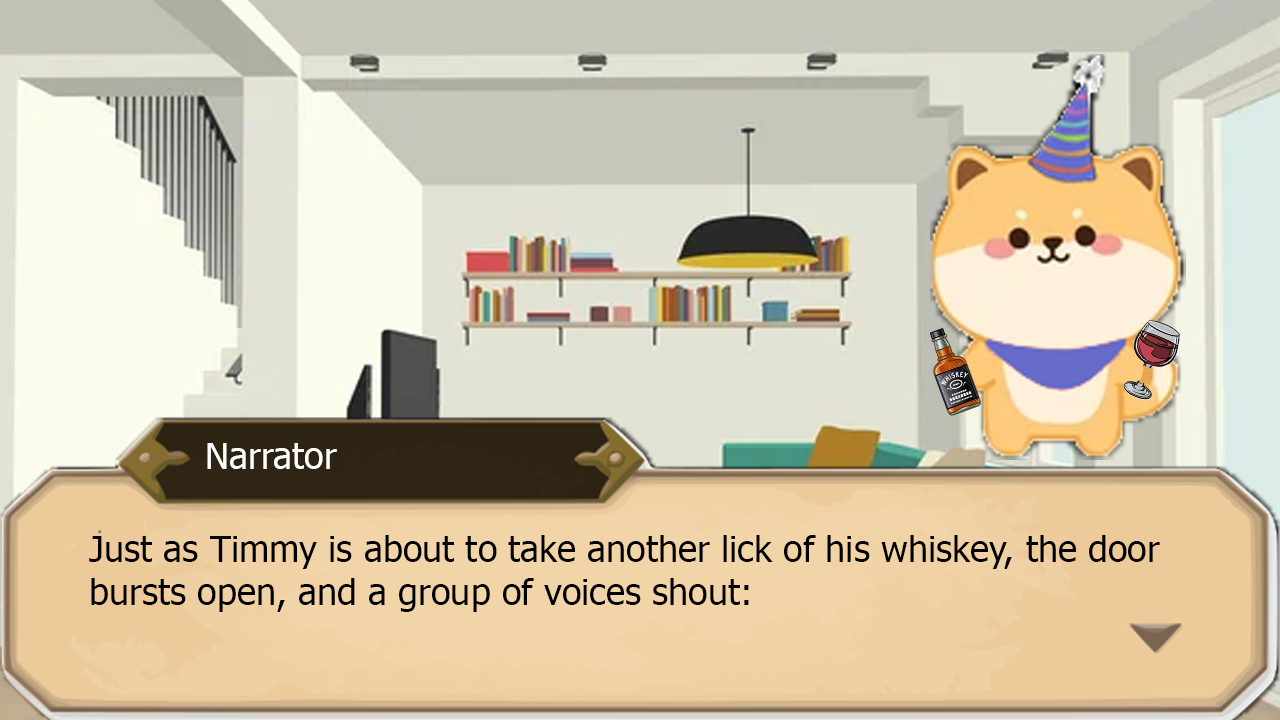 WHISKEY
Narrator
Just as Timmy is about to take another lick of his whiskey, the door
bursts open, and a group of voices shout: